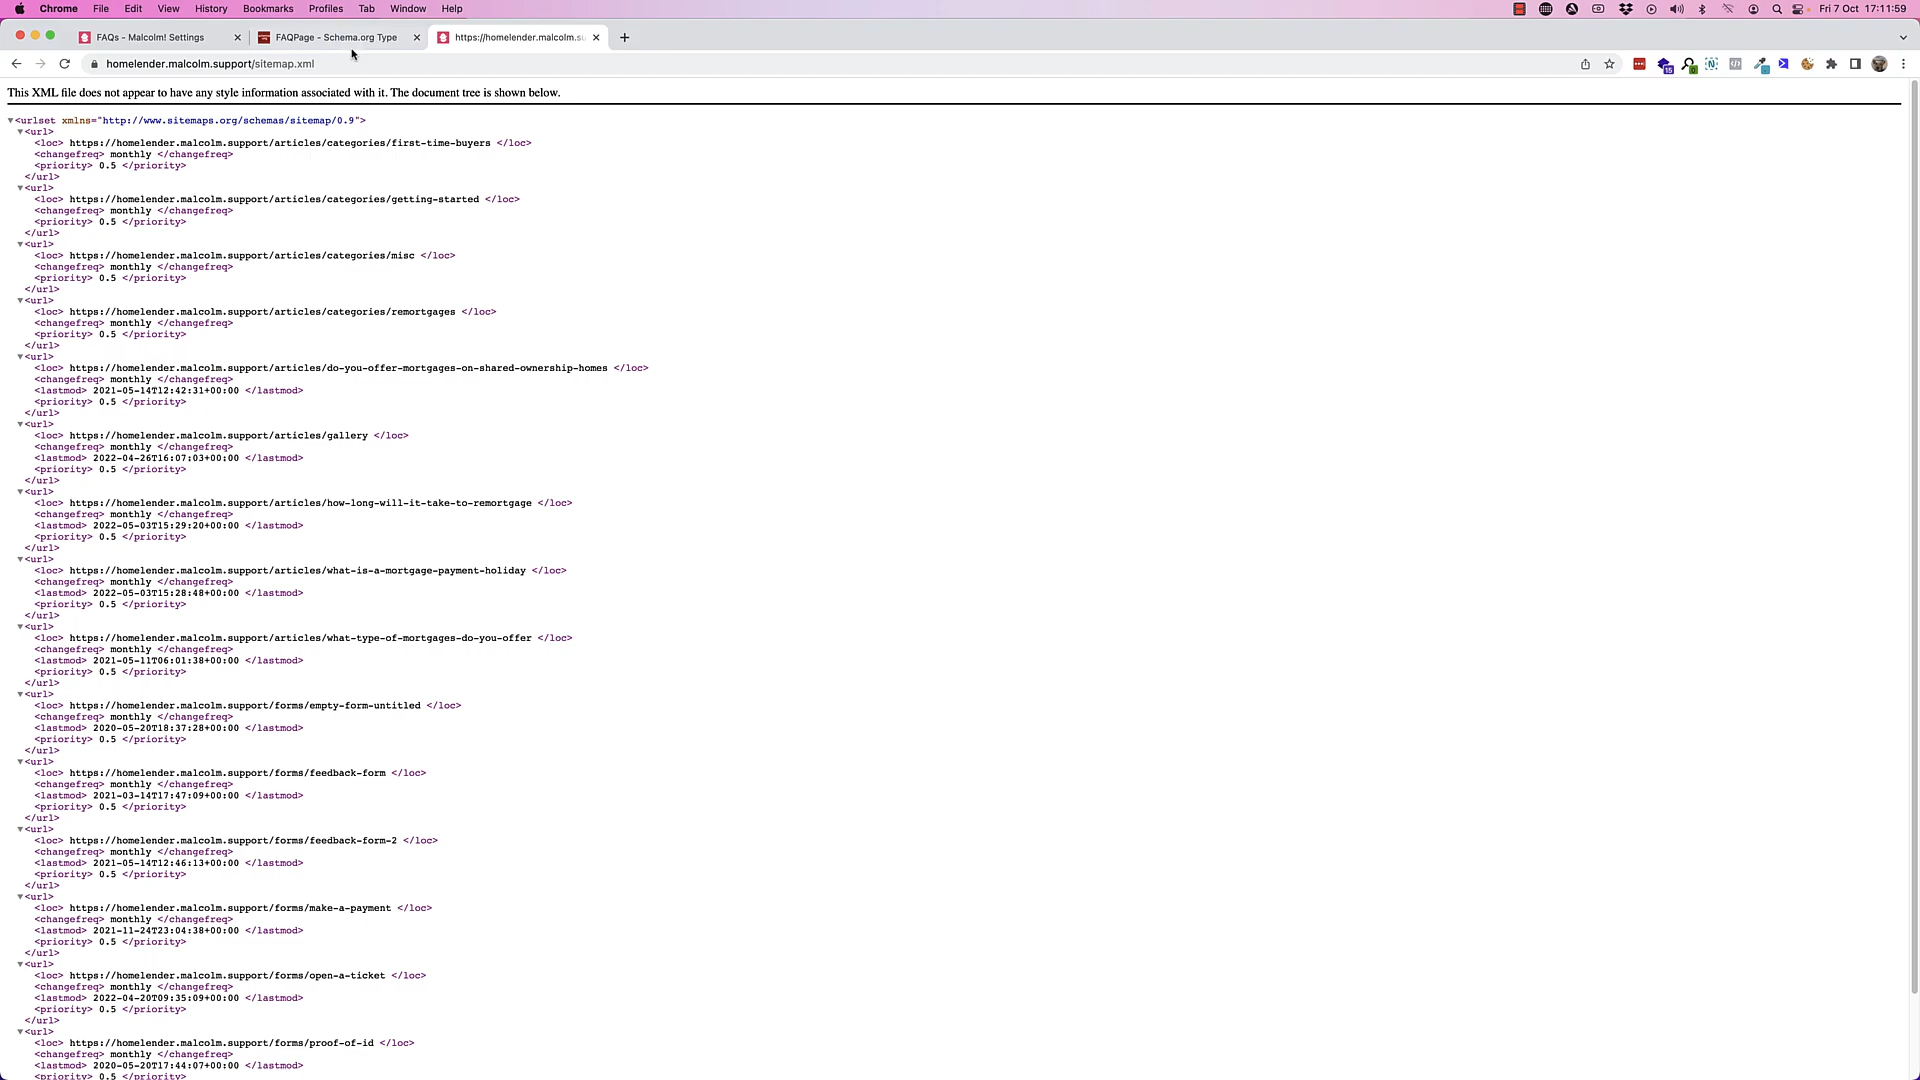 Chrome File Edit View History Bookmarks Profiles Tab Window Help Fri 7 Oct 17:11:59
FAQs - Malcolm! Settings FAQPage - Schema.org Type https://homelender.malcolm.su
homelender.malcolm.support/sitemap.xml
This XML file does not appear to have any style information associated with it. The document tree is shown below.
<urlset xmlns="http://www.sitemaps.org/schemas/sitemap/0.9">
<url>
<loc> https://homelender.malcolm.support/articles/categories/first-time-buyers </loc>
<changefreq> monthly </changefreq>
<priority> 0.5 </priority>
</url>
<url>
<loc> https://homelender.malcolm.support/articles/categories/getting-started </loc>
<changefreq> monthly </changefreq>
<priority> 0.5 </priority>
</url>
<url>
<loc> https://homelender.malcolm.support/articles/categories/misc </loc>
<changefreq> monthly </changefreq>
<priority> 0.5 </priority>
</url>
<url>
<loc> https://homelender.malcolm.support/articles/categories/remortgages </loc>
<changefreq> monthly </changefreq>
<priority> 0.5 </priority>
</url>
<url>
<loc> https://homelender.malcolm.support/articles/do-you-offer-mortgages-on-shared-ownership-homes </loc>
<changefreq> monthly </changefreq>
<lastmod> 2021-05-14T12:42:31+00:00 </lastmod>
<priority> 0.5 </priority>
</url>
<url>
<loc> https://homelender.malcolm.support/articles/gallery </loc>
<changefreq> monthly </changefreq>
<lastmod> 2022-04-26T16:07:03+00:00 </lastmod>
<priority> 0.5 </priority>
</url>
<url>
<loc> https://homelender.malcolm.support/articles/how-long-will-it-take-to-remortgage </loc>
<changefreq> monthly </changefreq>
<lastmod> 2022-05-03T15:29:20+00:00 </lastmod>
<priority> 0.5 </priority>
</url>
<url>
<loc> https://homelender.malcolm.support/articles/what-is-a-mortgage-payment-holiday </loc>
<changefreq> monthly </changefreq>
<lastmod> 2022-05-03T15:28:48+00:00 </lastmod>
<priority> 0.5 </priority>
</url>
<url>
<loc> https://homelender.malcolm.support/articles/what-type-of-mortgages-do-you-offer </loc>
<changefreq> monthly </changefreq>
<lastmod> 2021-05-11T06:01:38+00:00 </lastmod>
<priority> 0.5 </priority>
</url>
<url>
<loc> https://homelender.malcolm.support/forms/empty-form-untitled </loc>
<changefreq> monthly </changefreq>
<lastmod> 2020-05-20T18:37:28+00:00 </lastmod>
<priority> 0.5 </priority>
</url>
<url>
<loc> https://homelender.malcolm.support/forms/feedback-form </loc>
<changefreq> monthly </changefreq>
<lastmod> 2021-03-14T17:47:09+00:00 </lastmod>
<priority> 0.5 </priority>
</url>
<url>
<loc> https://homelender.malcolm.support/forms/feedback-form-2 </loc>
<changefreq> monthly </changefreq>
<lastmod> 2021-05-14T12:46:13+00:00 </lastmod>
<priority> 0.5 </priority>
</url>
<url>
<loc> https://homelender.malcolm.support/forms/make-a-payment </loc>
<changefreq> monthly </changefreq>
<lastmod> 2021-11-24T23:04:38+00:00 </lastmod>
<priority> 0.5 </priority>
</url>
<url>
<loc> https://homelender.malcolm.support/forms/open-a-ticket </loc>
<changefreq> monthly </changefreq>
<lastmod> 2022-04-20T09:35:09+00:00 </lastmod>
<priority> 0.5 </priority>
</url>
<url>
<loc> https://homelender.malcolm.support/forms/proof-of-id </loc>
<changefreq> monthly </changefreq>
<lastmod> 2020-05-20T17:44:07+00:00 </lastmod>
<priority> 0.5 </priority>